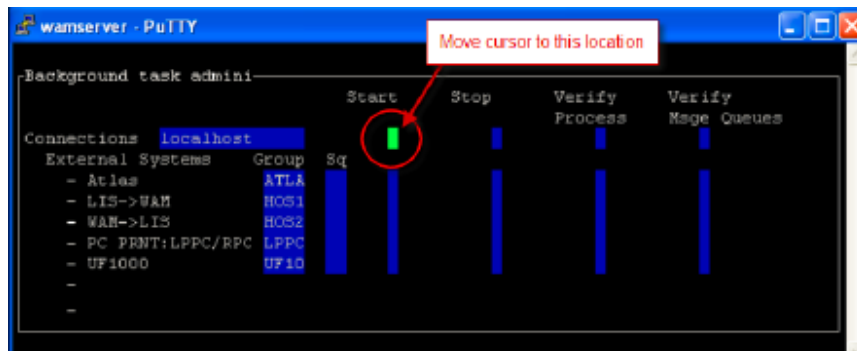 wamserver - PuTTY
Move cursor to this location
Background task admini
Start Stop Verify Verify
Process Msge Queues
Connections localhost
External Systems Group Sq
- Atlas ATLA
- LIS->WAM HOS1
- WAM->LIS HOS2
- PC PRNT:LPPC/RPC LPPC
- UF1000 UF10
-
-